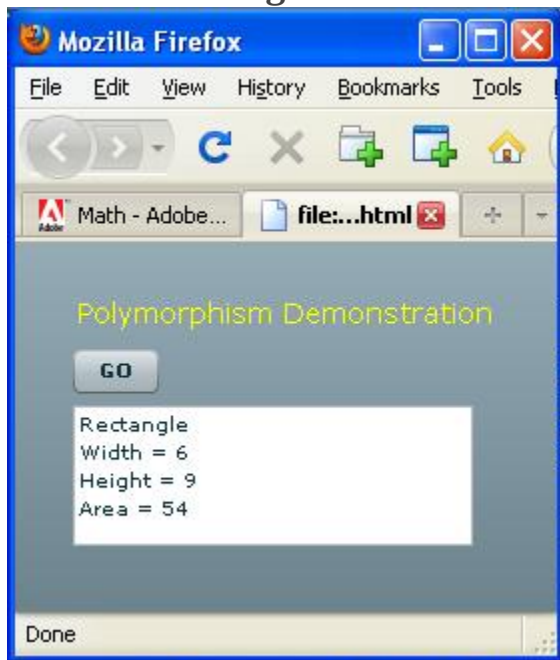 Mozilla Firefox
File Edit View History Bookmarks Tools
Adobe Math - Adobe... file:...html
Polymorphism Demonstration
GO
Rectangle
Width = 6
Height = 9
Area = 54
Done